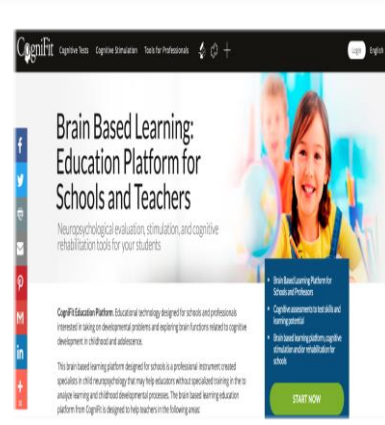 CogniFit Cognitive Tests Cognitive Stimulation Tools for Professionals Login English
Brain Based Learning:
Education Platform for
Schools and Teachers
Neuropsychological evaluation, stimulation, and cognitive
rehabilitation tools for your students
Brain Based Learning Platform for
Schools and Professors
Cognitive assessments to test skills and
learning potential
Brain based learning platform, cognitive
stimulation and/or rehabilitation for
schools
START NOW
CogniFit Education Platform. Educational technology designed for schools and professionals
interested in taking on developmental problems and exploring brain functions related to cognitive
development in childhood and adolescence.
This brain based learning platform designed for schools is a professional instrument created
specialists in child neuropsychology that may help educators without specialized training in the to
analyze learning and childhood developmental processes. The brain based learning education
platform from CogniFit is designed to help teachers in the following areas: